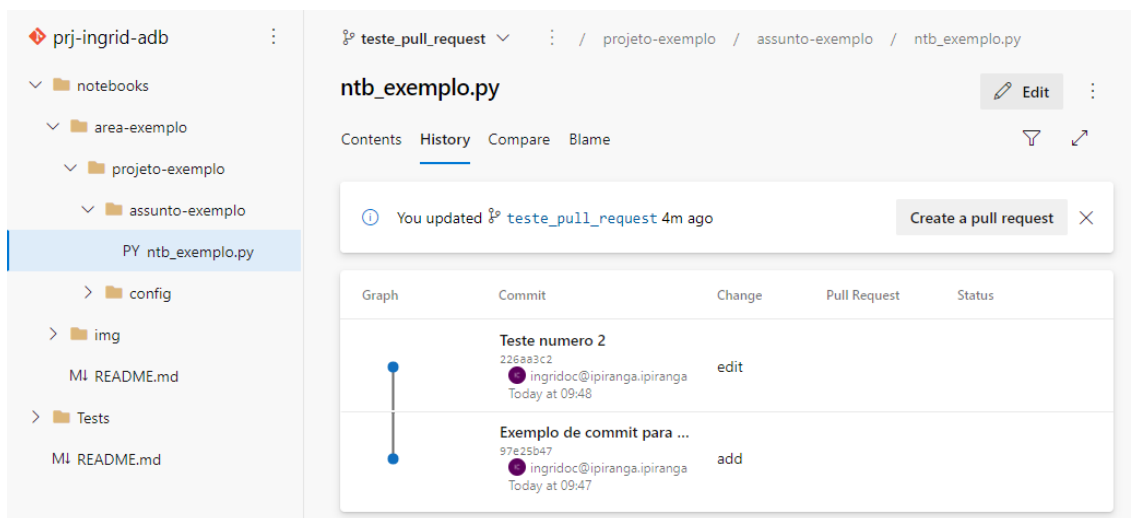 prj-ingrid-adb
notebooks
area-exemplo
projeto-exemplo
assunto-exemplo
PY ntb_exemplo.py
config
img
M↓ README.md
Tests
M↓ README.md
teste_pull_request / projeto-exemplo / assunto-exemplo / ntb_exemplo.py
ntb_exemplo.py
Edit
Contents History Compare Blame
You updated teste_pull_request 4m ago
Create a pull request
Graph Commit Change Pull Request Status
Teste numero 2
226aa3c2
ingridoc@ipiranga.ipiranga
Today at 09:48
edit
Exemplo de commit para ...
97e25b47
ingridoc@ipiranga.ipiranga
Today at 09:47
add